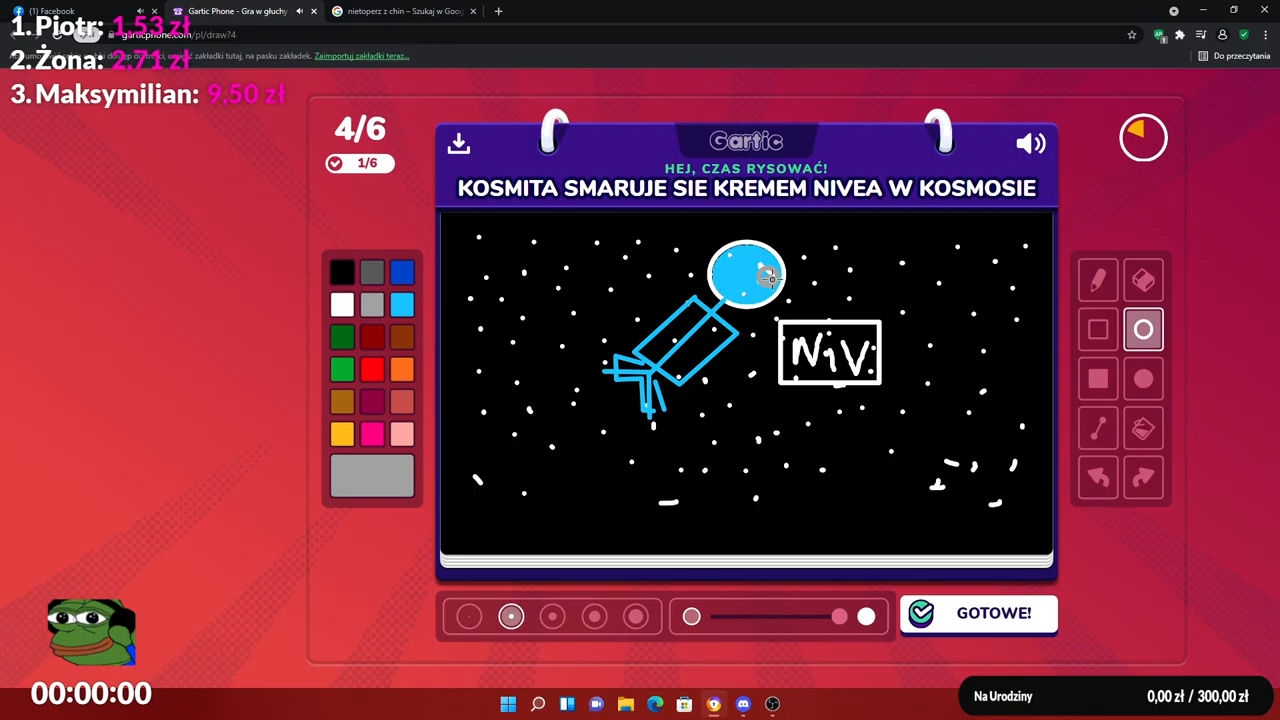 (1) Facebook
Gartic Phone - Gra w głuchy
nietoperz z chin – Szukaj w Goog
garticphone.com/pl/draw?4
Zaimportuj zakładki teraz...
Do przeczytania
1. Piotr: 1,53 zł
2. Żona: 2,71 zł
3. Maksymilian: 9,50 zł
4/6
1/6
Gartic
HEJ, CZAS RYSOWAĆ!
KOSMITA SMARUJE SIE KREMEM NIVEA W KOSMOSIE
NiV
GOTOWE!
00:00:00
Na Urodziny
0,00 zł / 300,00 zł